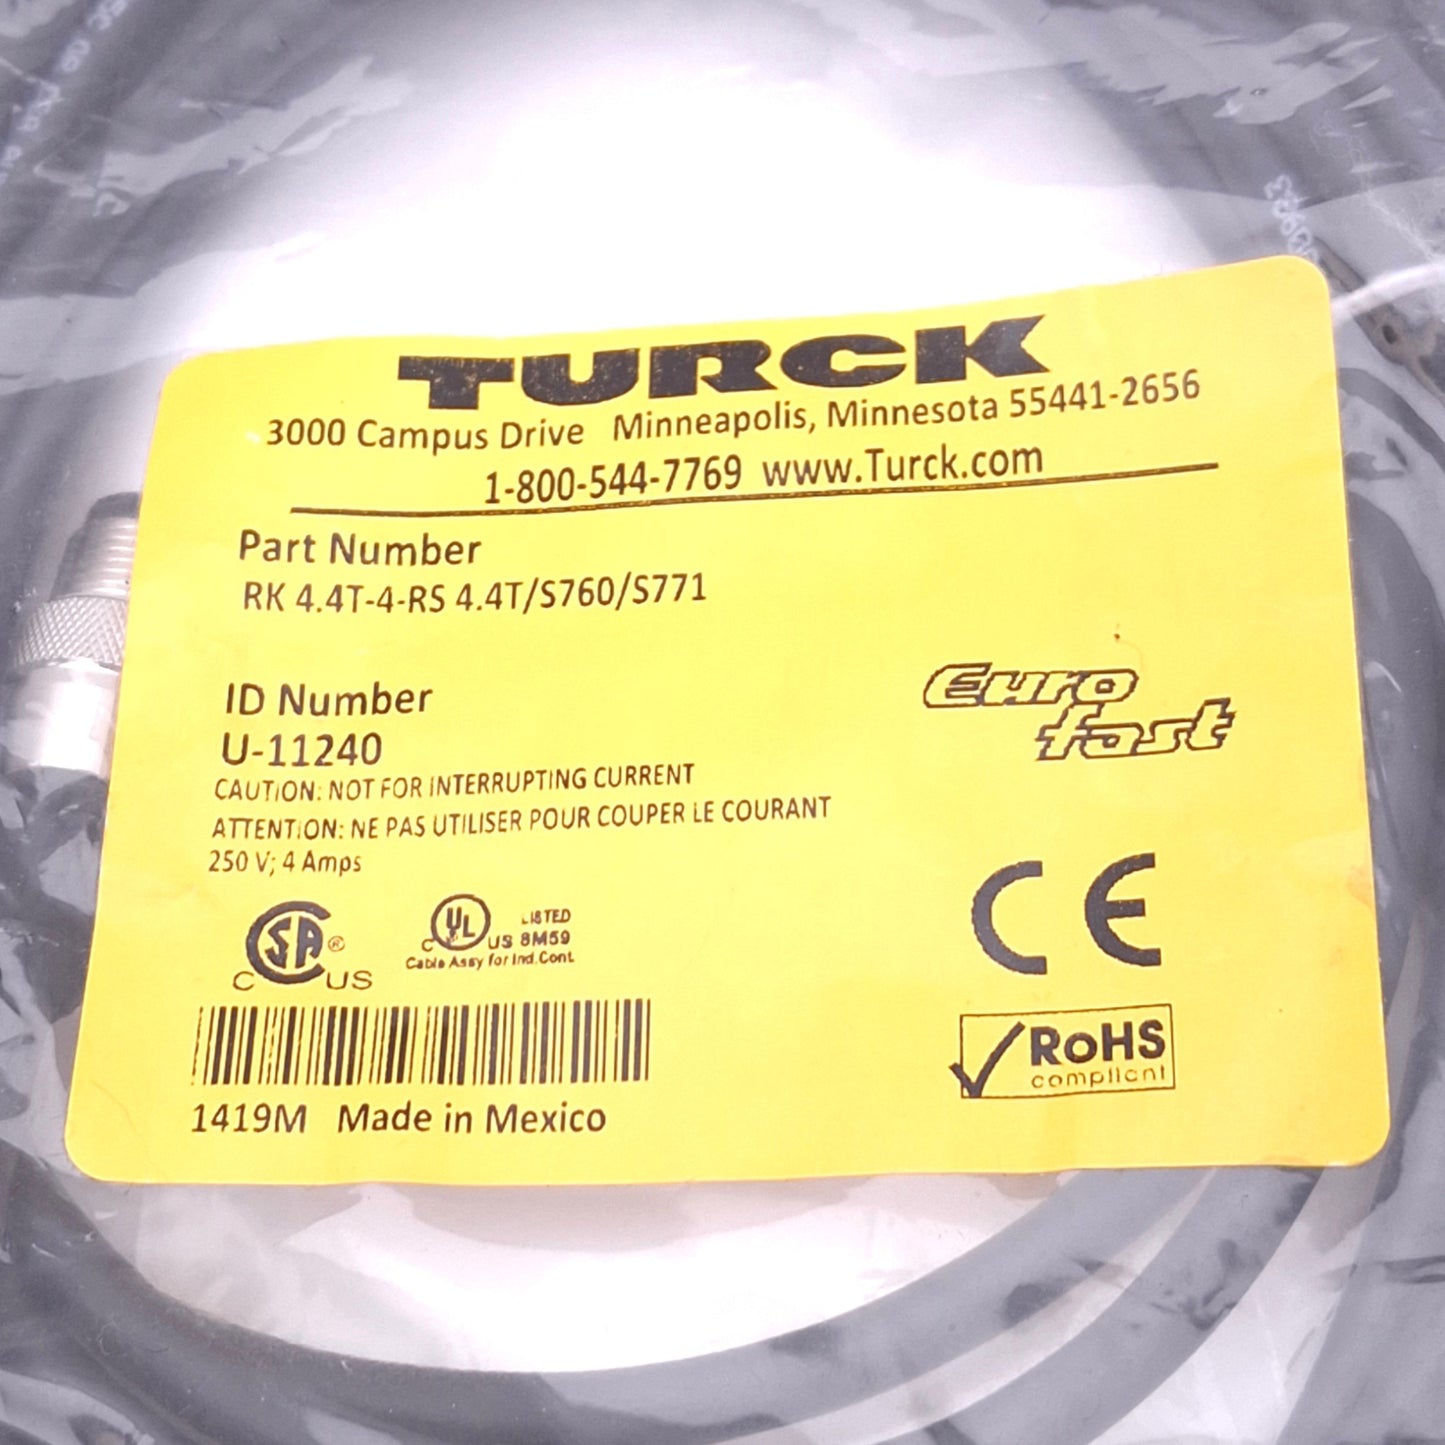 TURCK
3000 Campus Drive Minneapolis, Minnesota 55441-2656
1-800-544-7769 www.Turck.com
Part Number
RK 4.4T-4-RS 4.4T/S760/S771
ID Number
U-11240
Euro
fast
CAUTION: NOT FOR INTERRUPTING CURRENT
ATTENTION: NE PAS UTILISER POUR COUPER LE COURANT
250 V; 4 Amps
CSA® C US
C UL US LISTED 8M59
Cable Assy for Ind.Cont.
CE
RoHS
compliant
1419M Made in Mexico